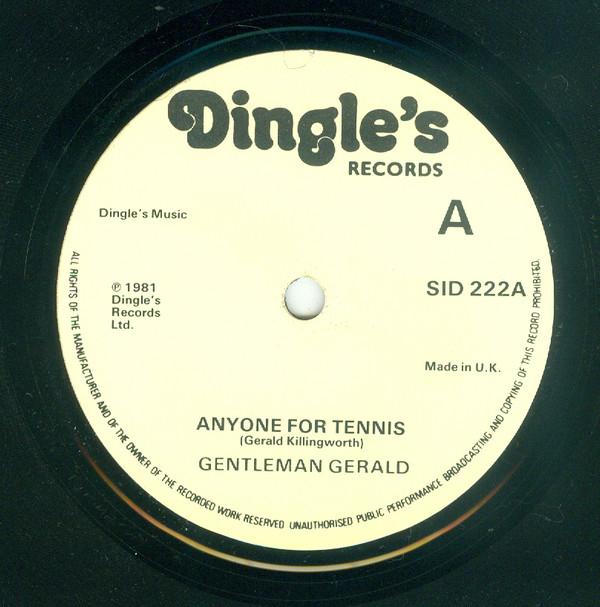 Dingle's
RECORDS
A
Dingle's Music
℗ 1981
Dingle's
Records
Ltd.
SID 222A
Made in U.K.
ANYONE FOR TENNIS
(Gerald Killingworth)
GENTLEMAN GERALD
ALL RIGHTS OF THE MANUFACTURER AND OF THE OWNER OF THE RECORDED WORK RESERVED UNAUTHORISED PUBLIC PERFORMANCE BROADCASTING AND COPYING OF THIS RECORD PROHIBITED.